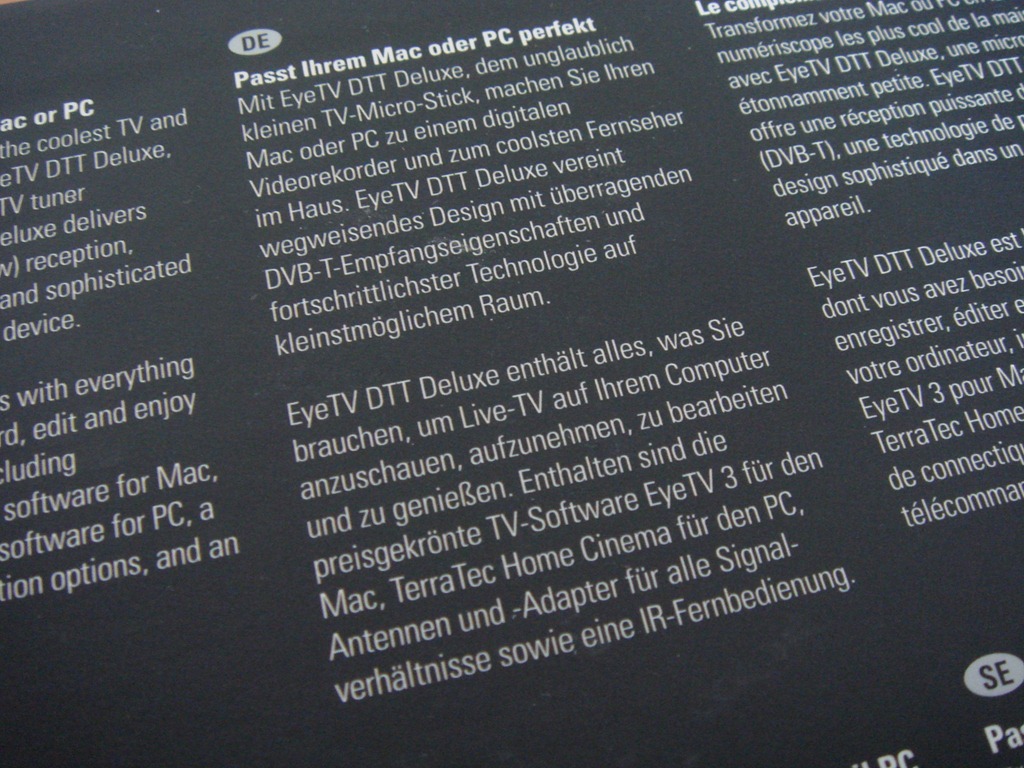 ac or PC
the coolest TV and
eTV DTT Deluxe,
TV tuner
eluxe delivers
w) reception,
and sophisticated
device.
s with everything
rd, edit and enjoy
cluding
software for Mac,
software for PC, a
tion options, and an
DE
Passt Ihrem Mac oder PC perfekt
Mit EyeTV DTT Deluxe, dem unglaublich
kleinen TV-Micro-Stick, machen Sie Ihren
Mac oder PC zu einem digitalen
Videorekorder und zum coolsten Fernseher
im Haus. EyeTV DTT Deluxe vereint
wegweisendes Design mit überragenden
DVB-T-Empfangseigenschaften und
fortschrittlichster Technologie auf
kleinstmöglichem Raum.
EyeTV DTT Deluxe enthält alles, was Sie
brauchen, um Live-TV auf Ihrem Computer
anzuschauen, aufzunehmen, zu bearbeiten
und zu genießen. Enthalten sind die
preisgekrönte TV-Software EyeTV 3 für den
Mac, TerraTec Home Cinema für den PC,
Antennen und -Adapter für alle Signal-
verhältnisse sowie eine IR-Fernbedienung.
Le
Transformez votre Mac ou PC en
numériscope les plus cool de la mai
avec EyeTV DTT Deluxe, une micro
étonnamment petite. EyeTV DTT
offre une réception puissante d
(DVB-T), une technologie de p
design sophistiqué dans un
appareil.
EyeTV DTT Deluxe est
dont vous avez besoi
enregistrer, éditer e
votre ordinateur, i
EyeTV 3 pour Ma
TerraTec Home
de connectiq
télécomman
SE
Pas
PC